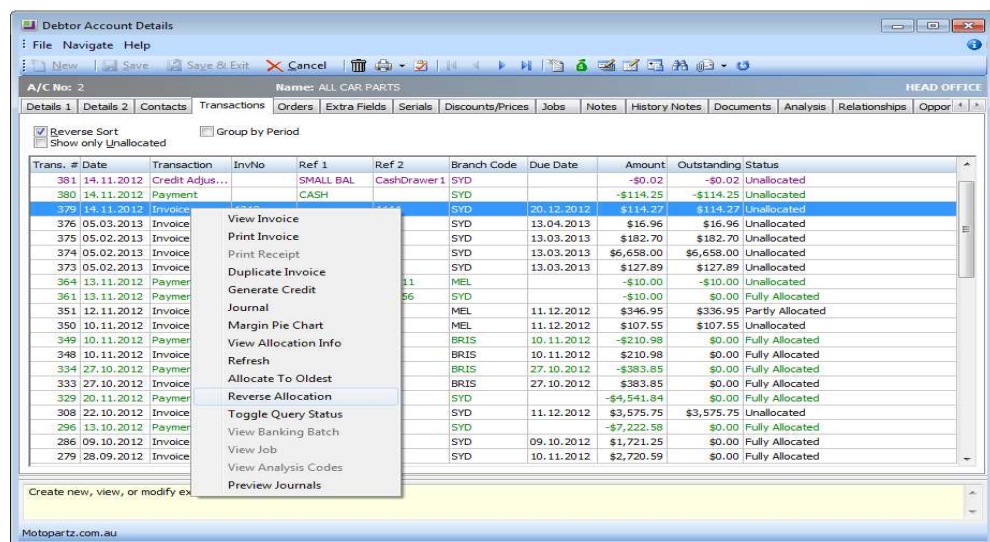 Debtor Account Details
File Navigate Help
New Save Save & Exit Cancel
A/C No: 2 Name: ALL CAR PARTS HEAD OFFICE
Details 1 Details 2 Contacts Transactions Orders Extra Fields Serials Discounts/Prices Jobs Notes History Notes Documents Analysis Relationships Oppor
Reverse Sort Group by Period
Show only Unallocated
Trans. # Date Transaction InvNo Ref 1 Ref 2 Branch Code Due Date Amount Outstanding Status
381 14.11.2012 Credit Adjus... SMALL BAL CashDrawer1 SYD -$0.02 -$0.02 Unallocated
380 14.11.2012 Payment CASH SYD -$114.25 -$114.25 Unallocated
379 14.11.2012 Invoice SYD 20.12.2012 $114.27 $114.27 Unallocated
376 05.03.2013 Invoice SYD 13.04.2013 $16.96 $16.96 Unallocated
375 05.02.2013 Invoice SYD 13.03.2013 $182.70 $182.70 Unallocated
374 05.02.2013 Invoice SYD 13.03.2013 $6,658.00 $6,658.00 Unallocated
373 05.02.2013 Invoice SYD 13.03.2013 $127.89 $127.89 Unallocated
364 13.11.2012 Paymer 11 MEL -$10.00 -$10.00 Unallocated
361 13.11.2012 Paymer 56 SYD -$10.00 $0.00 Fully Allocated
351 12.11.2012 Invoice MEL 11.12.2012 $346.95 $336.95 Partly Allocated
350 10.11.2012 Invoice MEL 11.12.2012 $107.55 $107.55 Unallocated
349 10.11.2012 Paymer BRIS 10.11.2012 -$210.98 $0.00 Fully Allocated
348 10.11.2012 Invoice BRIS 10.11.2012 $210.98 $0.00 Fully Allocated
334 27.10.2012 Paymer BRIS 27.10.2012 -$383.85 $0.00 Fully Allocated
333 27.10.2012 Invoice BRIS 27.10.2012 $383.85 $0.00 Fully Allocated
329 20.11.2012 Paymer SYD -$4,541.84 $0.00 Fully Allocated
308 22.10.2012 Invoice SYD 11.12.2012 $3,575.75 $3,575.75 Unallocated
296 13.10.2012 Paymer SYD -$7,222.58 $0.00 Fully Allocated
286 09.10.2012 Invoice SYD 09.10.2012 $1,721.25 $0.00 Fully Allocated
279 28.09.2012 Invoice SYD 10.11.2012 $2,720.59 $0.00 Fully Allocated
View Invoice
Print Invoice
Print Receipt
Duplicate Invoice
Generate Credit
Journal
Margin Pie Chart
View Allocation Info
Refresh
Allocate To Oldest
Reverse Allocation
Toggle Query Status
View Banking Batch
View Job
View Analysis Codes
Preview Journals
Create new, view, or modify ex
Motopartz.com.au